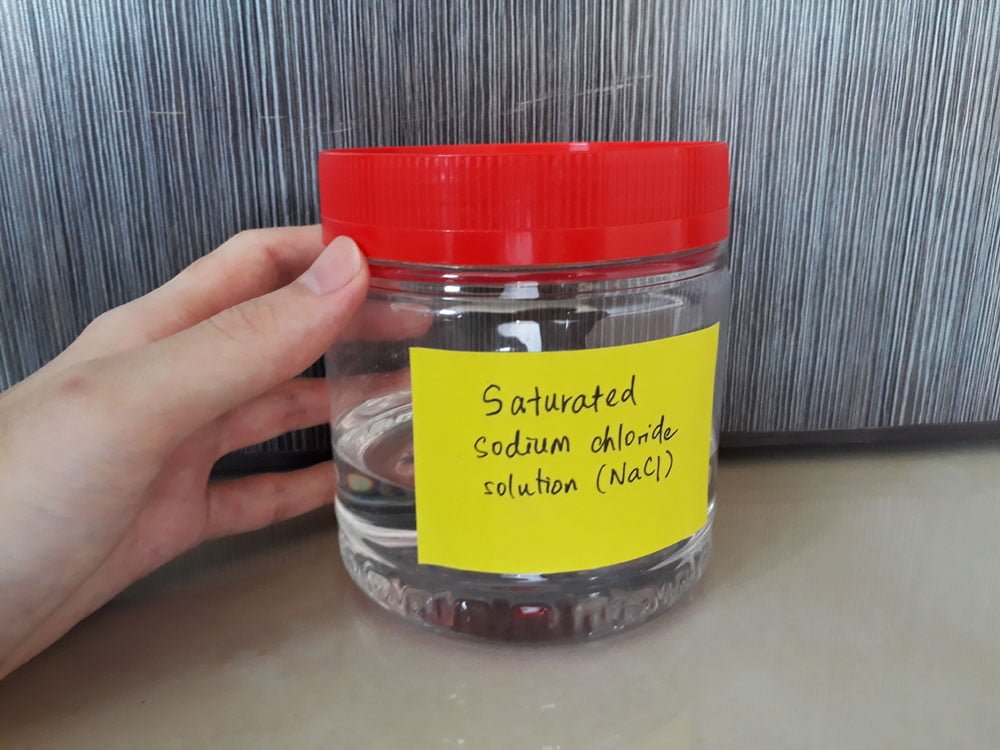 Saturated
sodium chloride
solution (NaCl)